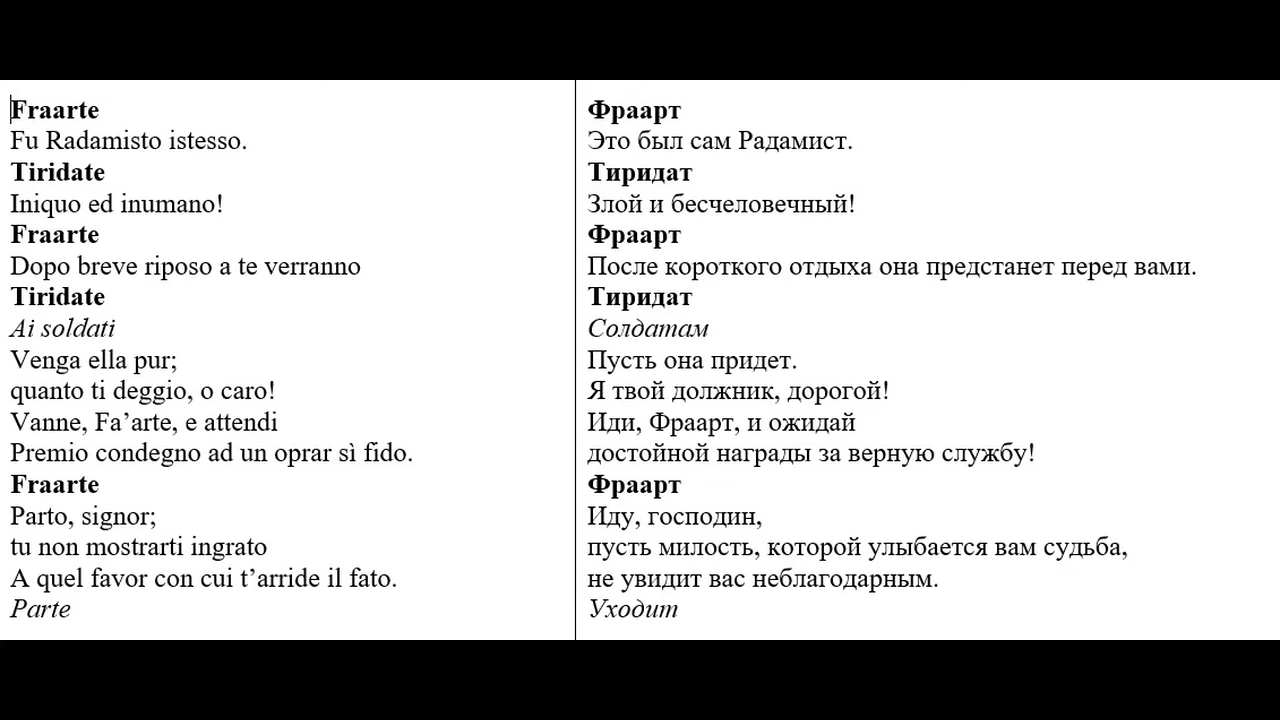 Fraarte
Fu Radamisto istesso.
Tiridate
Iniquo ed inumano!
Fraarte
Dopo breve riposo a te verranno
Tiridate
Ai soldati
Venga ella pur;
quanto ti deggio, o caro!
Vanne, Fa’arte, e attendi
Premio condegno ad un oprar sì fido.
Fraarte
Parto, signor;
tu non mostrarti ingrato
A quel favor con cui t’arride il fato.
Parte
Фраарт
Это был сам Радамист.
Тиридат
Злой и бесчеловечный!
Фраарт
После короткого отдыха она предстанет перед вами.
Тиридат
Солдатам
Пусть она придет.
Я твой должник, дорогой!
Иди, Фраарт, и ожидай
достойной награды за верную службу!
Фраарт
Иду, господин,
пусть милость, которой улыбается вам судьба,
не увидит вас неблагодарным.
Уходит